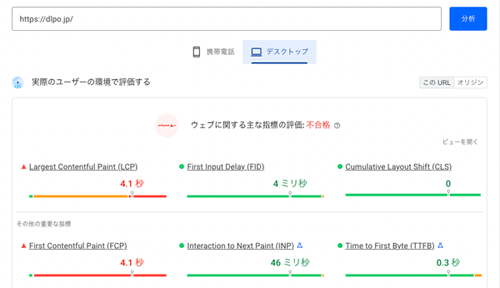 https://dlpo.jp/
分析
携帯電話
デスクトップ
実際のユーザーの環境で評価する
この URL
オリジン
ウェブに関する主な指標の評価: 不合格
ビューを開く
Largest Contentful Paint (LCP)
First Input Delay (FID)
Cumulative Layout Shift (CLS)
4.1 秒
4 ミリ秒
0
その他の重要な指標
First Contentful Paint (FCP)
Interaction to Next Paint (INP)
Time to First Byte (TTFB)
4.1 秒
46 ミリ秒
0.3 秒